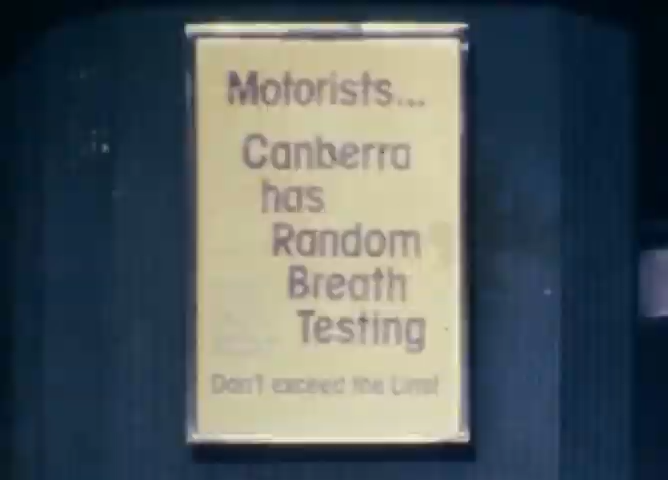 Motorists...
Canberra
has
Random
Breath
Testing
Don't exceed the Limit